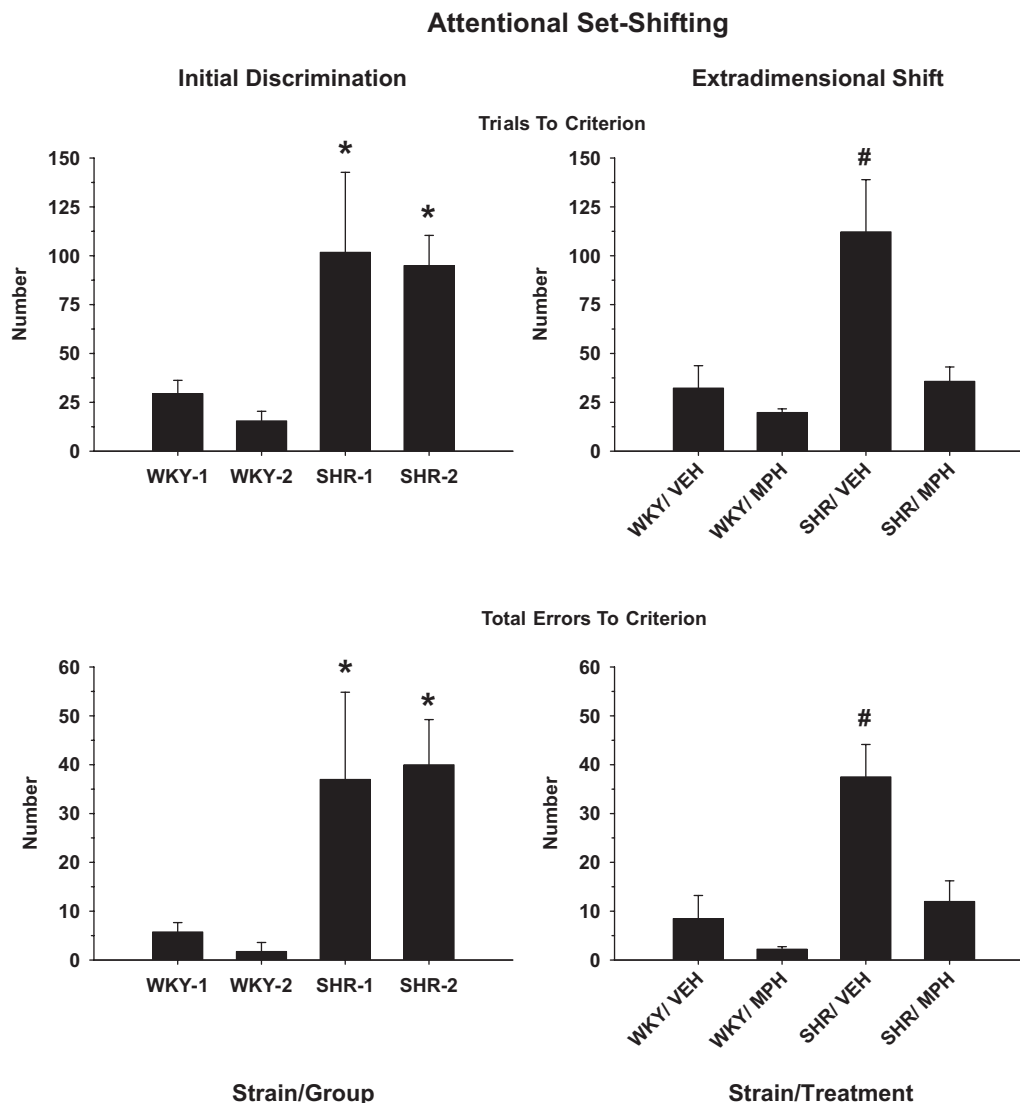 Attentional Set-Shifting
Initial Discrimination
Extradimensional Shift
Trials To Criterion
Number
150
125
100
75
50
25
0
*
*
WKY-1
WKY-2
SHR-1
SHR-2
Number
150
125
100
75
50
25
0
#
WKY/ VEH
WKY/ MPH
SHR/ VEH
SHR/ MPH
Total Errors To Criterion
Number
60
50
40
30
20
10
0
*
*
WKY-1
WKY-2
SHR-1
SHR-2
Strain/Group
Number
60
50
40
30
20
10
0
#
WKY/ VEH
WKY/ MPH
SHR/ VEH
SHR/ MPH
Strain/Treatment